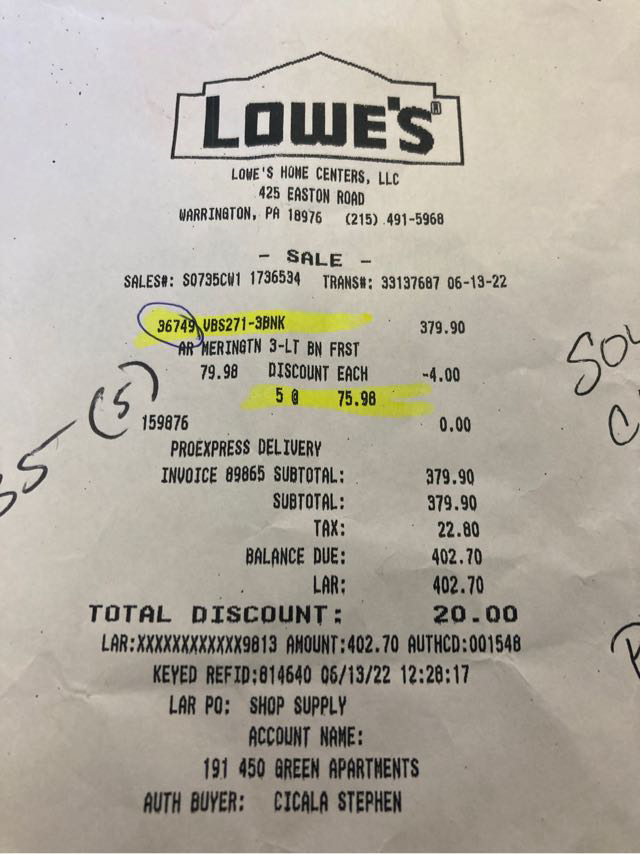 LOWE'S®
LOWE'S HOME CENTERS, LLC
425 EASTON ROAD
WARRINGTON, PA 18976 (215) 491-5968
- SALE -
SALES#: S0735CW1 1736534 TRANS#: 33137687 06-13-22
36749 VBS271-3BNK 379.90
AR MERINGTN 3-LT BN FRST
79.98 DISCOUNT EACH -4.00
5 @ 75.98
(5)
159876 0.00
PROEXPRESS DELIVERY
INVOICE 89865 SUBTOTAL: 379.90
SUBTOTAL: 379.90
TAX: 22.80
BALANCE DUE: 402.70
LAR: 402.70
TOTAL DISCOUNT: 20.00
LAR:XXXXXXXXXXXX9813 AMOUNT:402.70 AUTHCD:001548
KEYED REFID:814640 06/13/22 12:28:17
LAR PO: SHOP SUPPLY
ACCOUNT NAME:
191 450 GREEN APARTMENTS
AUTH BUYER: CICALA STEPHEN